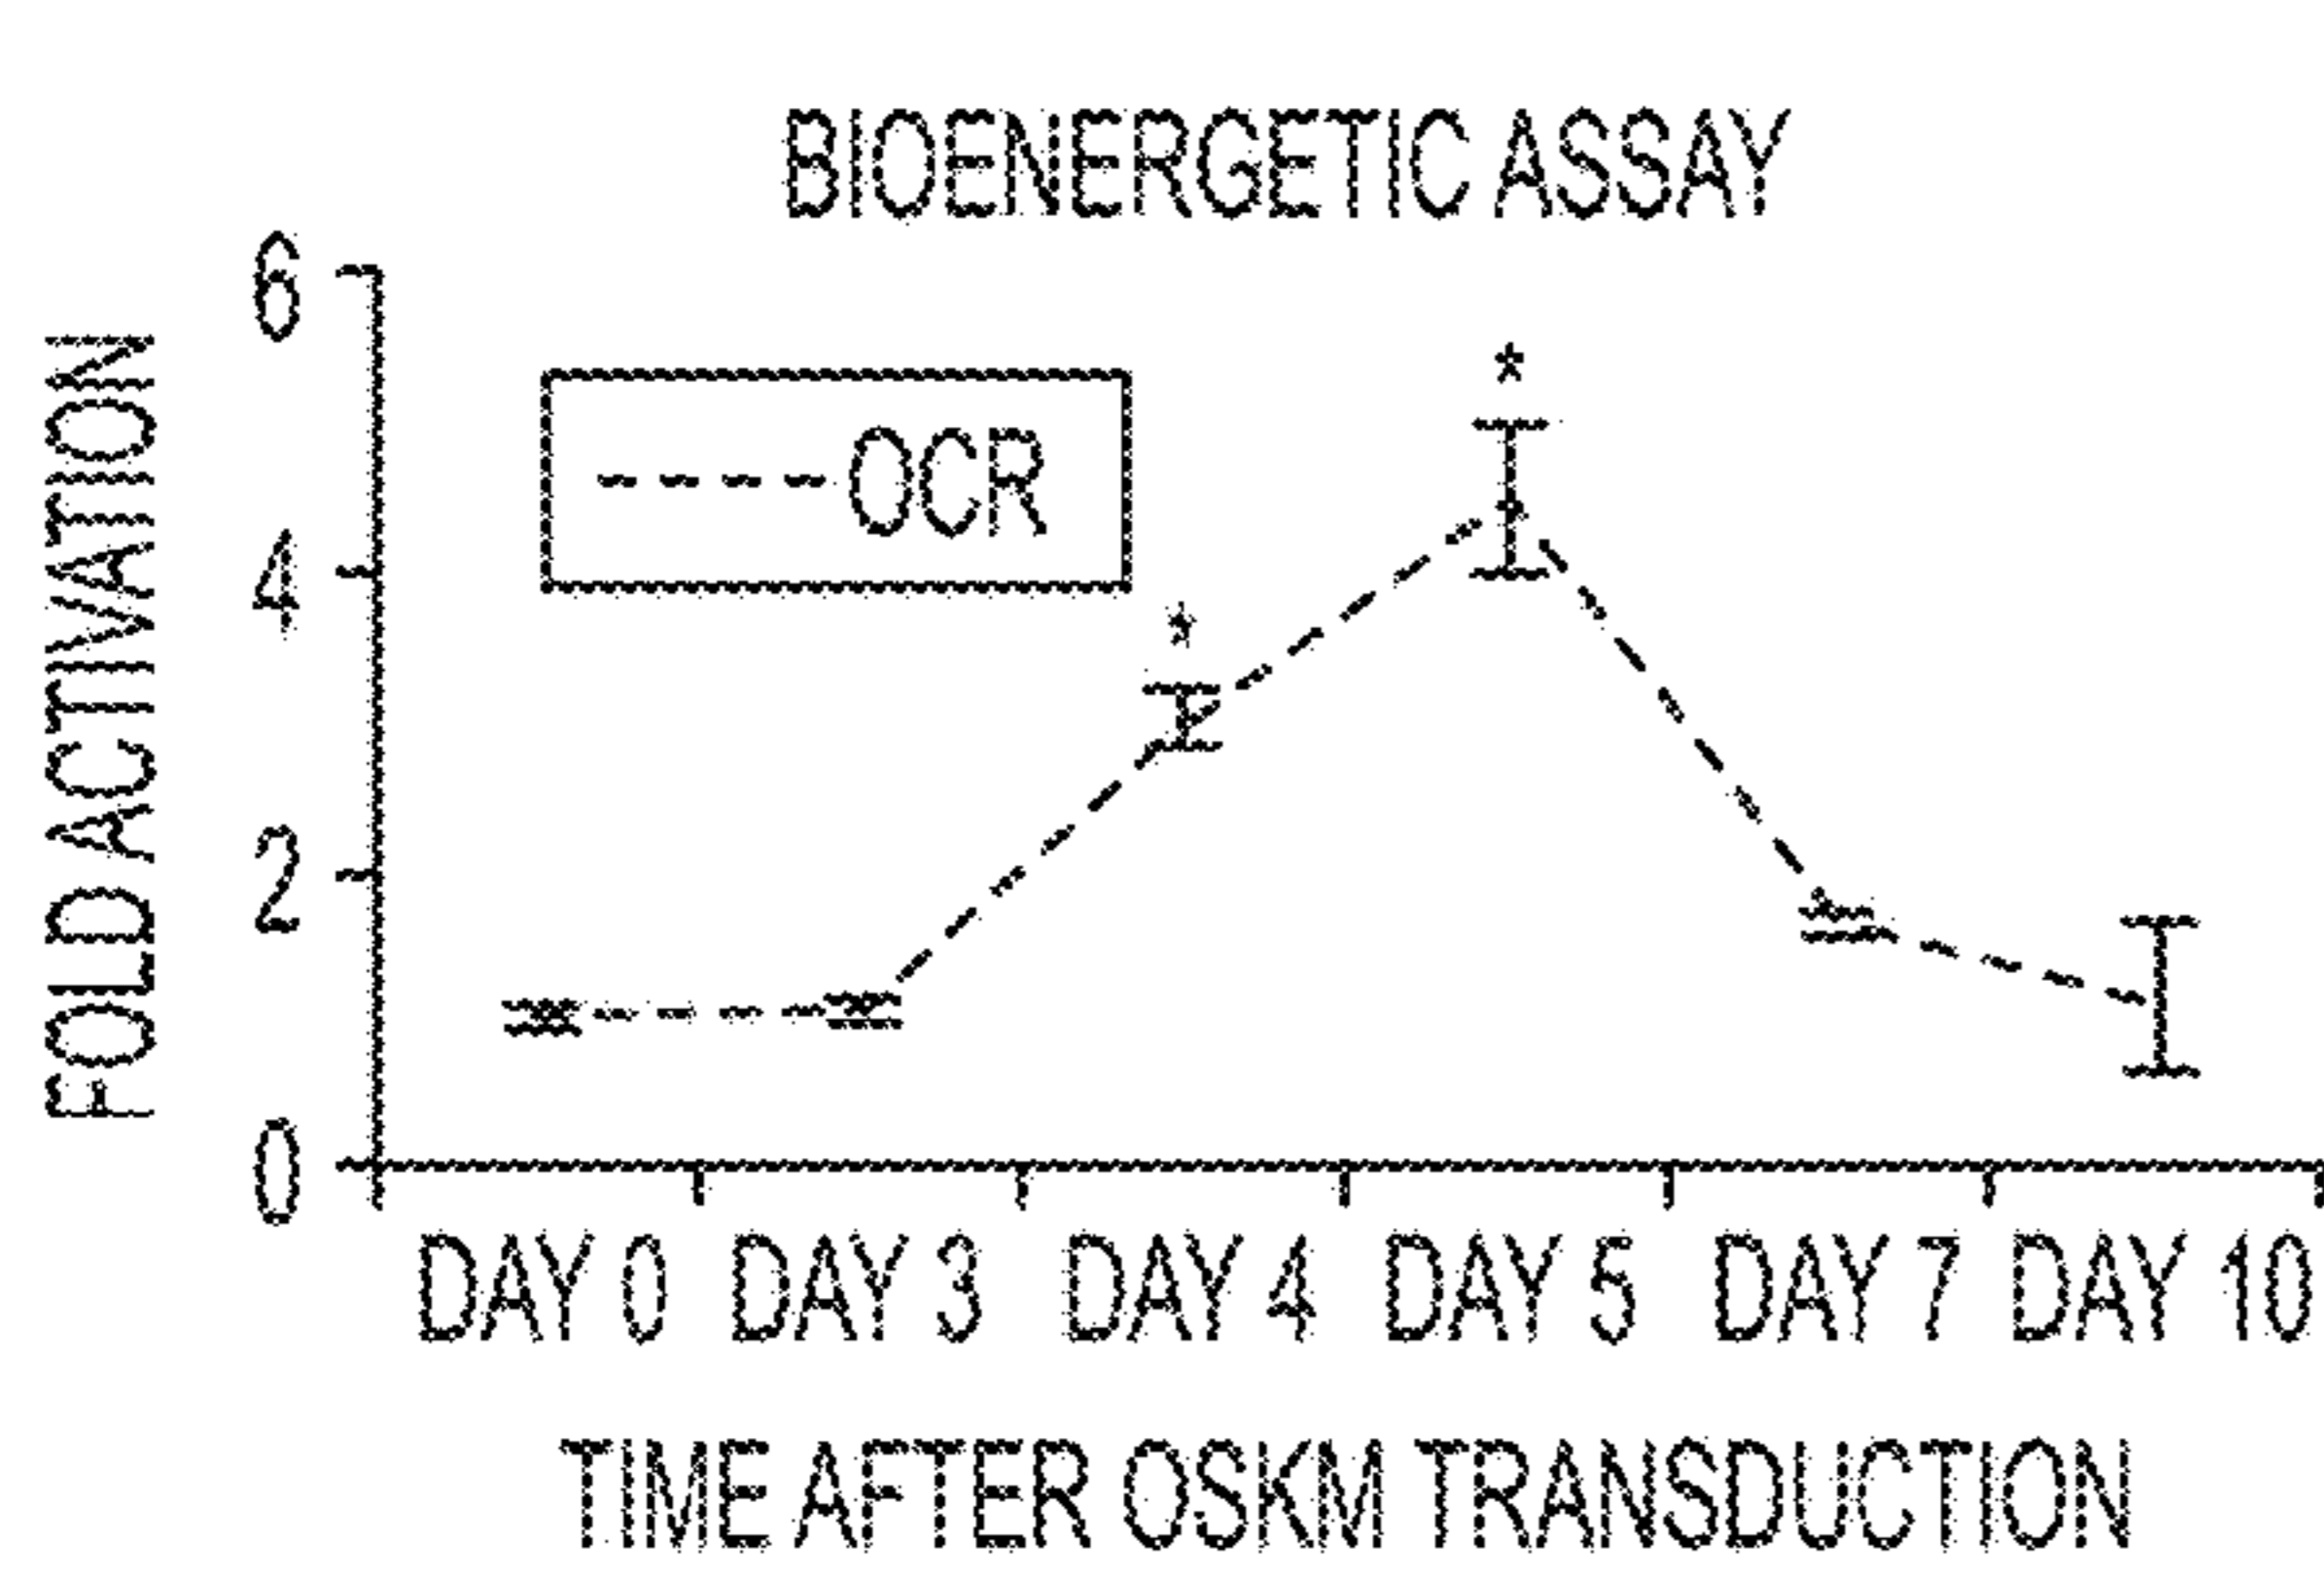 BIOENERGETIC ASSAY
FOLD ACTIVATION
6
4
2
0
OCR
*
*
DAY 0 DAY 3 DAY 4 DAY 5 DAY 7 DAY 10
TIME AFTER OSKM TRANSDUCTION